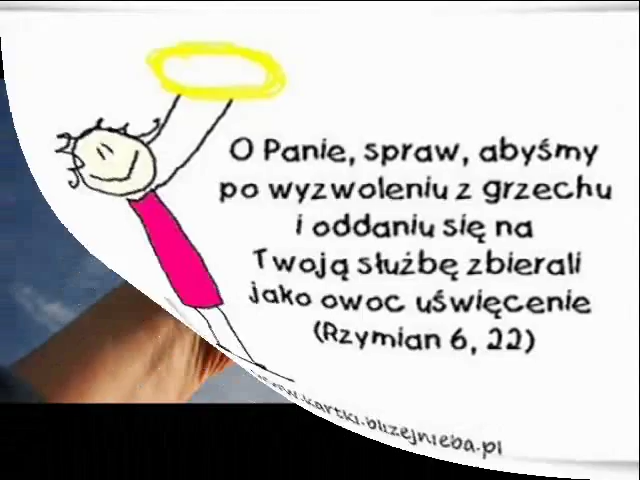 O Panie, spraw, abyśmy
po wyzwoleniu z grzechu
i oddaniu się na
Twoją służbę zbierali
jako owoc uświęcenie
(Rzymian 6, 22)
www.kartki.blizejnieba.pl